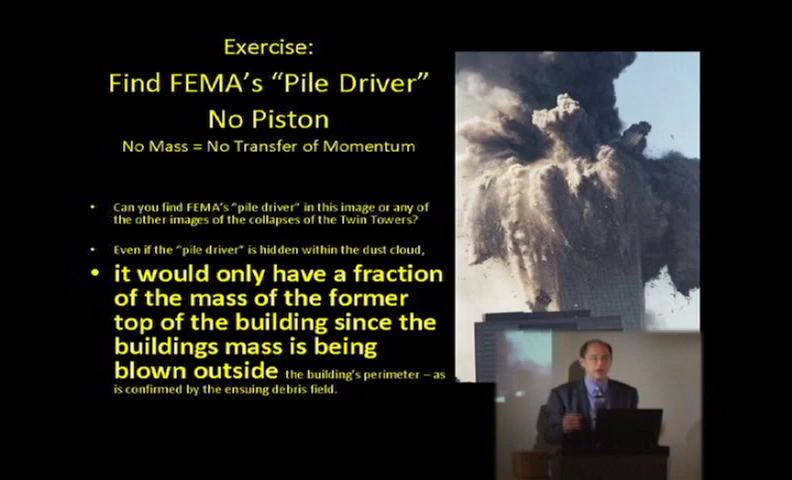 Exercise:
Find FEMA's "Pile Driver"
No Piston
No Mass = No Transfer of Momentum
• Can you find FEMA's "pile driver" in this image or any of
the other images of the collapses of the Twin Towers?
• Even if the "pile driver" is hidden within the dust cloud,
• it would only have a fraction
of the mass of the former
top of the building since the
buildings mass is being
blown outside the building's perimeter – as
is confirmed by the ensuing debris field.